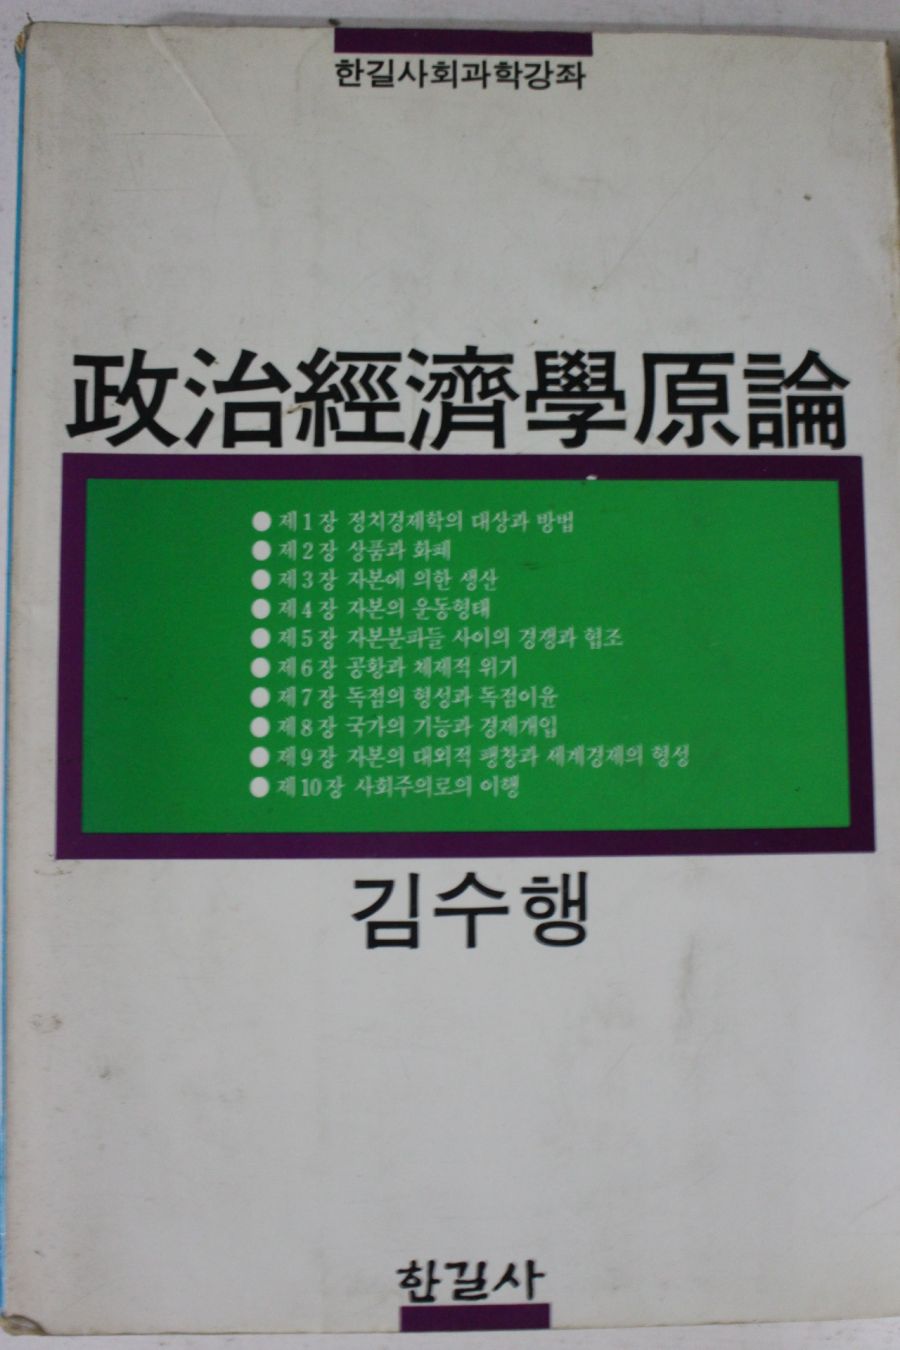 한길사회과학강좌
政治經濟學原論
● 제1장 정치경제학의 대상과 방법
● 제2장 상품과 화폐
● 제3장 자본에 의한 생산
● 제4장 자본의 운동형태
● 제5장 자본분파들 사이의 경쟁과 협조
● 제6장 공황과 체제적 위기
● 제7장 독점의 형성과 독점이윤
● 제8장 국가의 기능과 경제개입
● 제9장 자본의 대외적 팽창과 세계경제의 형성
● 제10장 사회주의로의 이행
김수행
한길사